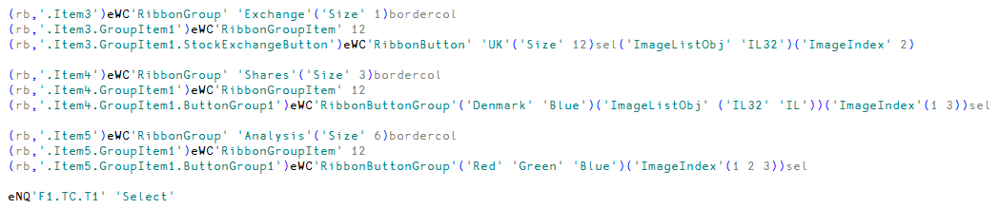 (rb,'.Item3')eWC'RibbonGroup' 'Exchange'('Size' 1)bordercol
(rb,'.Item3.GroupItem1')eWC'RibbonGroupItem' 12
(rb,'.Item3.GroupItem1.StockExchangeButton')eWC'RibbonButton' 'UK'('Size' 12)sel('ImageListObj' 'IL32')('ImageIndex' 2)
(rb,'.Item4')eWC'RibbonGroup' 'Shares'('Size' 3)bordercol
(rb,'.Item4.GroupItem1')eWC'RibbonGroupItem' 12
(rb,'.Item4.GroupItem1.ButtonGroup1')eWC'RibbonButtonGroup'('Denmark' 'Blue')('ImageListObj' ('IL32' 'IL'))('ImageIndex'(1 3))sel
(rb,'.Item5')eWC'RibbonGroup' 'Analysis'('Size' 6)bordercol
(rb,'.Item5.GroupItem1')eWC'RibbonGroupItem' 12
(rb,'.Item5.GroupItem1.ButtonGroup1')eWC'RibbonButtonGroup'('Red' 'Green' 'Blue')('ImageIndex'(1 2 3))sel
eNQ'F1.TC.T1' 'Select'